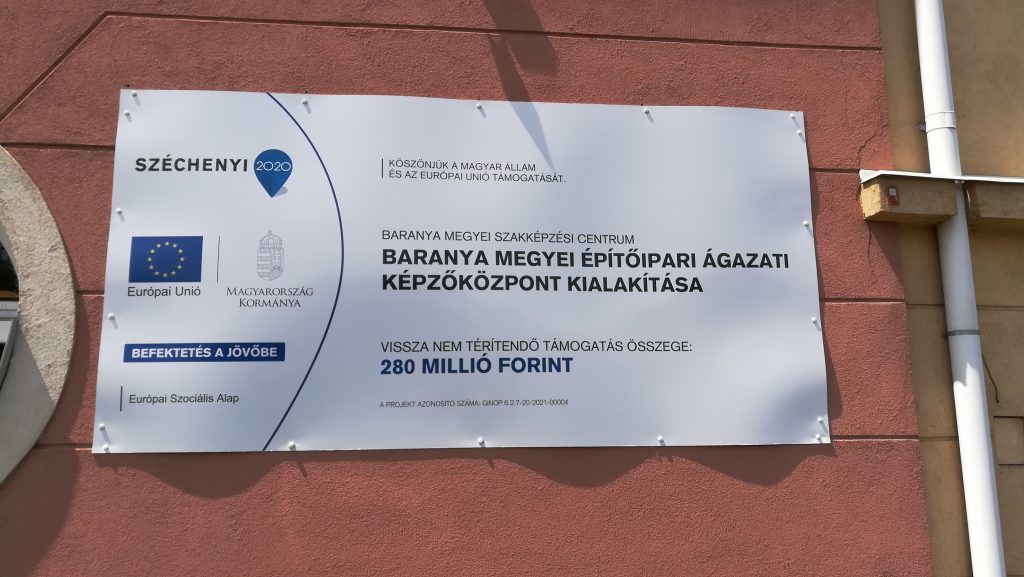 SZÉCHENYI 2020
Európai Unió
MAGYARORSZÁG
KORMÁNYA
BEFEKTETÉS A JÖVŐBE
Európai Szociális Alap
KÖSZÖNJÜK A MAGYAR ÁLLAM
ÉS AZ EURÓPAI UNIÓ TÁMOGATÁSÁT.
BARANYA MEGYEI SZAKKÉPZÉSI CENTRUM
BARANYA MEGYEI ÉPÍTŐIPARI ÁGAZATI
KÉPZŐKÖZPONT KIALAKÍTÁSA
VISSZA NEM TÉRÍTENDŐ TÁMOGATÁS ÖSSZEGE:
280 MILLIÓ FORINT
A PROJEKT AZONOSÍTÓ SZÁMA: GINOP 6.2.7-20-2021-00004